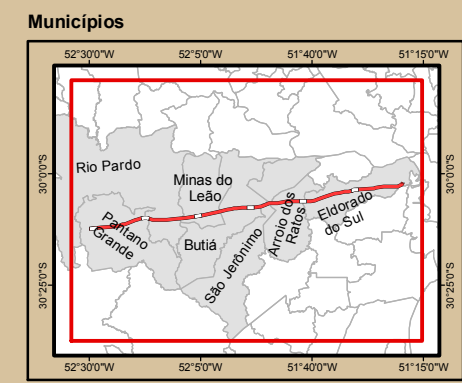 Municípios
52°30'0"W 52°5'0"W 51°40'0"W 51°15'0"W
30°0'0"S
30°0'0"S
Rio Pardo
Minas do
Leão
Pantano
Grande
Butiá
São Jerônimo
Arroio dos
Ratos
Eldorado
do Sul
30°25'0"S
30°25'0"S
52°30'0"W 52°5'0"W 51°40'0"W 51°15'0"W